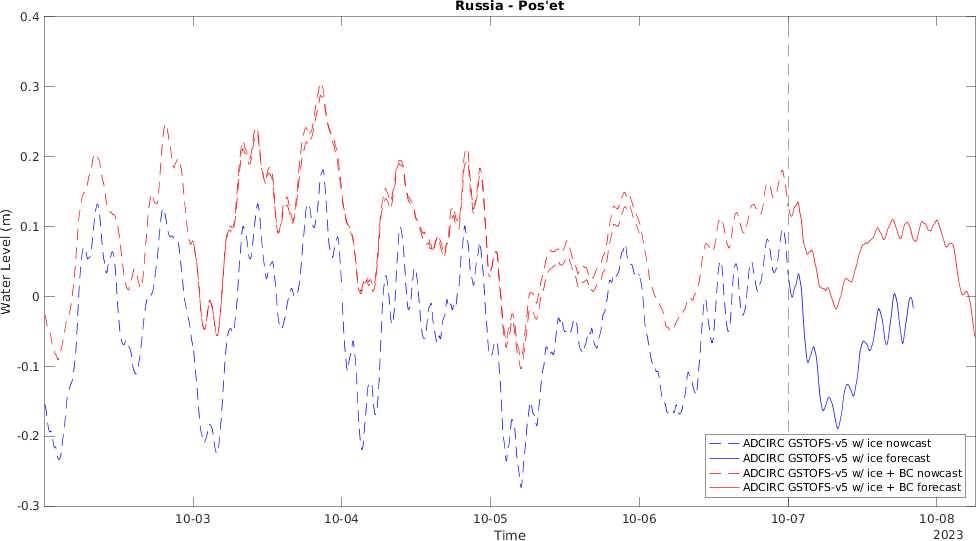 Russia - Pos'et
0.4
0.3
0.2
0.1
0
-0.1
-0.2
-0.3
Water Level (m)
10-03
10-04
10-05
10-06
10-07
10-08
Time
2023
ADCIRC GSTOFS-v5 w/ ice nowcast
ADCIRC GSTOFS-v5 w/ ice forecast
ADCIRC GSTOFS-v5 w/ ice + BC nowcast
ADCIRC GSTOFS-v5 w/ ice + BC forecast